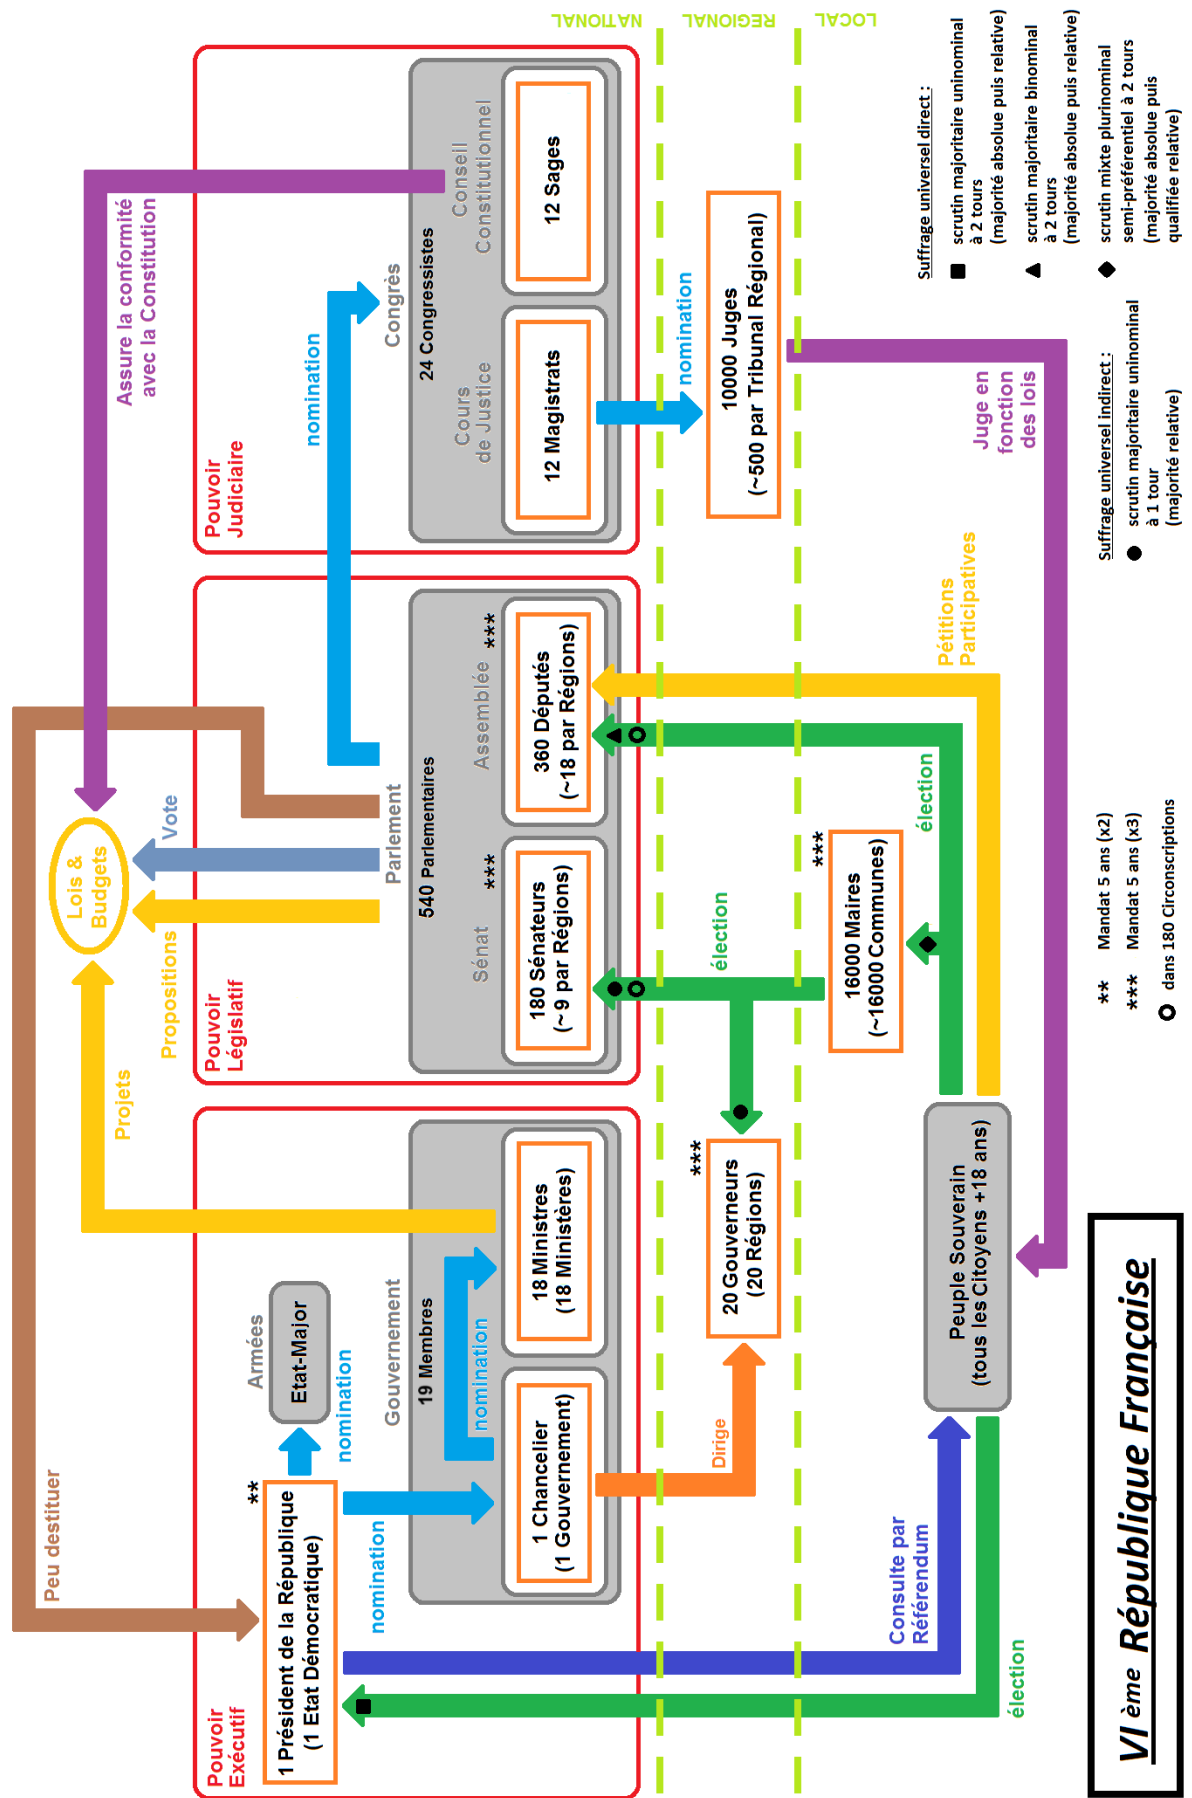 Assure la conformité
avec la Constitution
Peu destituer
Projets
Lois &
Budgets
Propositions
Vote
Pouvoir
Exécutif
1 Président de la République
(1 Etat Démocratique)
**
Armées
Etat-Major
nomination
nomination
Gouvernement
19 Membres
nomination
1 Chancelier
(1 Gouvernement)
18 Ministres
(18 Ministères)
Pouvoir
Législatif
Parlement
540 Parlementaires
Sénat
***
180 Sénateurs
(~ 9 par Régions)
Assemblée
***
360 Députés
(~18 par Régions)
Pouvoir
Judiciaire
nomination
Congrès
24 Congressistes
Cours
de Justice
12 Magistrats
Conseil
Constitutionnel
12 Sages
NATIONAL
REGIONAL
LOCAL
Dirige
***
20 Gouverneurs
(20 Régions)
élection
nomination
10000 Juges
(~500 par Tribunal Régional)
***
16000 Maires
(~16000 Communes)
Consulte par
Référendum
élection
Peuple Souverain
(tous les Citoyens +18 ans)
élection
Pétitions
Participatives
Juge en
fonction
des lois
VI ème République Française
** Mandat 5 ans (x2)
*** Mandat 5 ans (x3)
dans 180 Circonscriptions
Suffrage universel indirect :
scrutin majoritaire uninominal
à 1 tour
(majorité relative)
Suffrage universel direct :
scrutin majoritaire uninominal
à 2 tours
(majorité absolue puis relative)
scrutin majoritaire binominal
à 2 tours
(majorité absolue puis relative)
scrutin mixte plurinominal
semi-préférentiel à 2 tours
(majorité absolue puis
qualifiée relative)